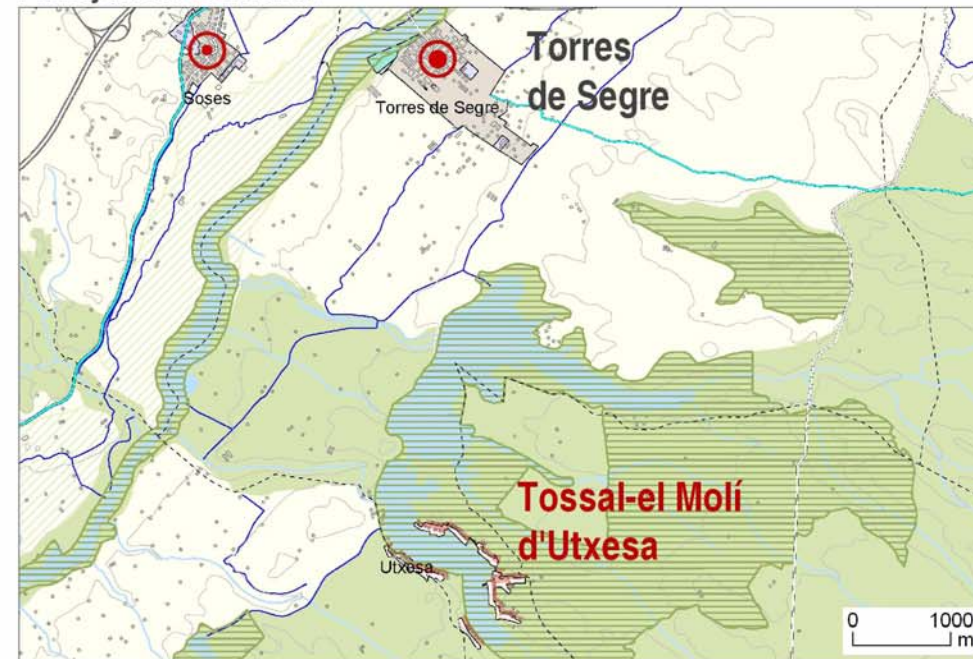 Torres
de Segre
Soses
Torres de Segre
Tossal-el Molí
d'Utxesa
Utxesa
0 1000
m